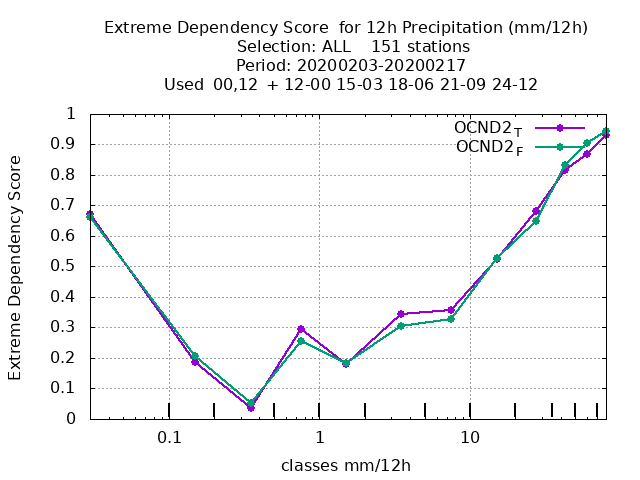 Extreme Dependency Score  for 12h Precipitation (mm/12h)
Selection: ALL    151 stations
Period: 20200203-20200217
Used  00,12  + 12-00 15-03 18-06 21-09 24-12
OCND2T
OCND2F
Extreme Dependency Score
1
0.9
0.8
0.7
0.6
0.5
0.4
0.3
0.2
0.1
0
0.1 1 10
classes mm/12h